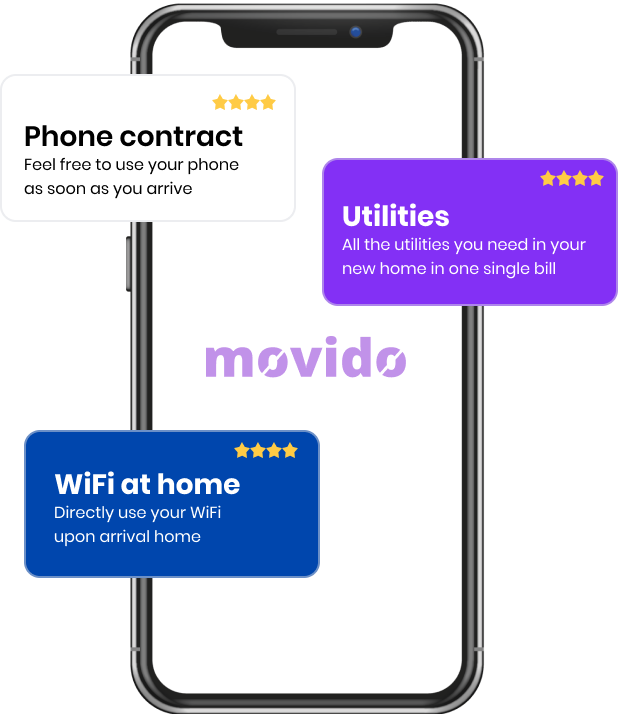 Phone contract
Feel free to use your phone
as soon as you arrive
Utilities
All the utilities you need in your
new home in one single bill
movido
WiFi at home
Directly use your WiFi
upon arrival home